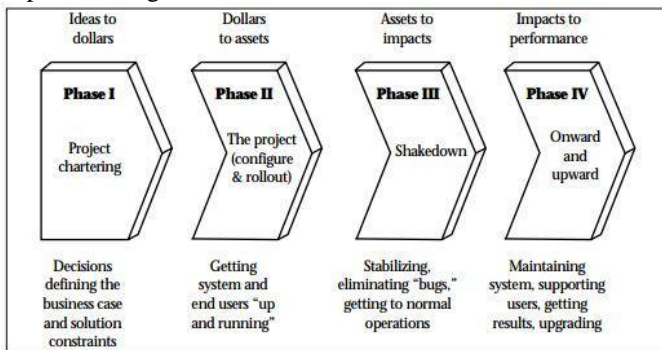 Ideas to
dollars
Dollars
to assets
Assets to
impacts
Impacts to
performance
Phase I
Project
chartering
Phase II
The project
(configure
& rollout)
Phase III
Shakedown
Phase IV
Onward
and
upward
Decisions
defining the
business case
and solution
constraints
Getting
system and
end users “up
and running”
Stabilizing,
eliminating “bugs,”
getting to normal
operations
Maintaining
system, supporting
users, getting
results, upgrading